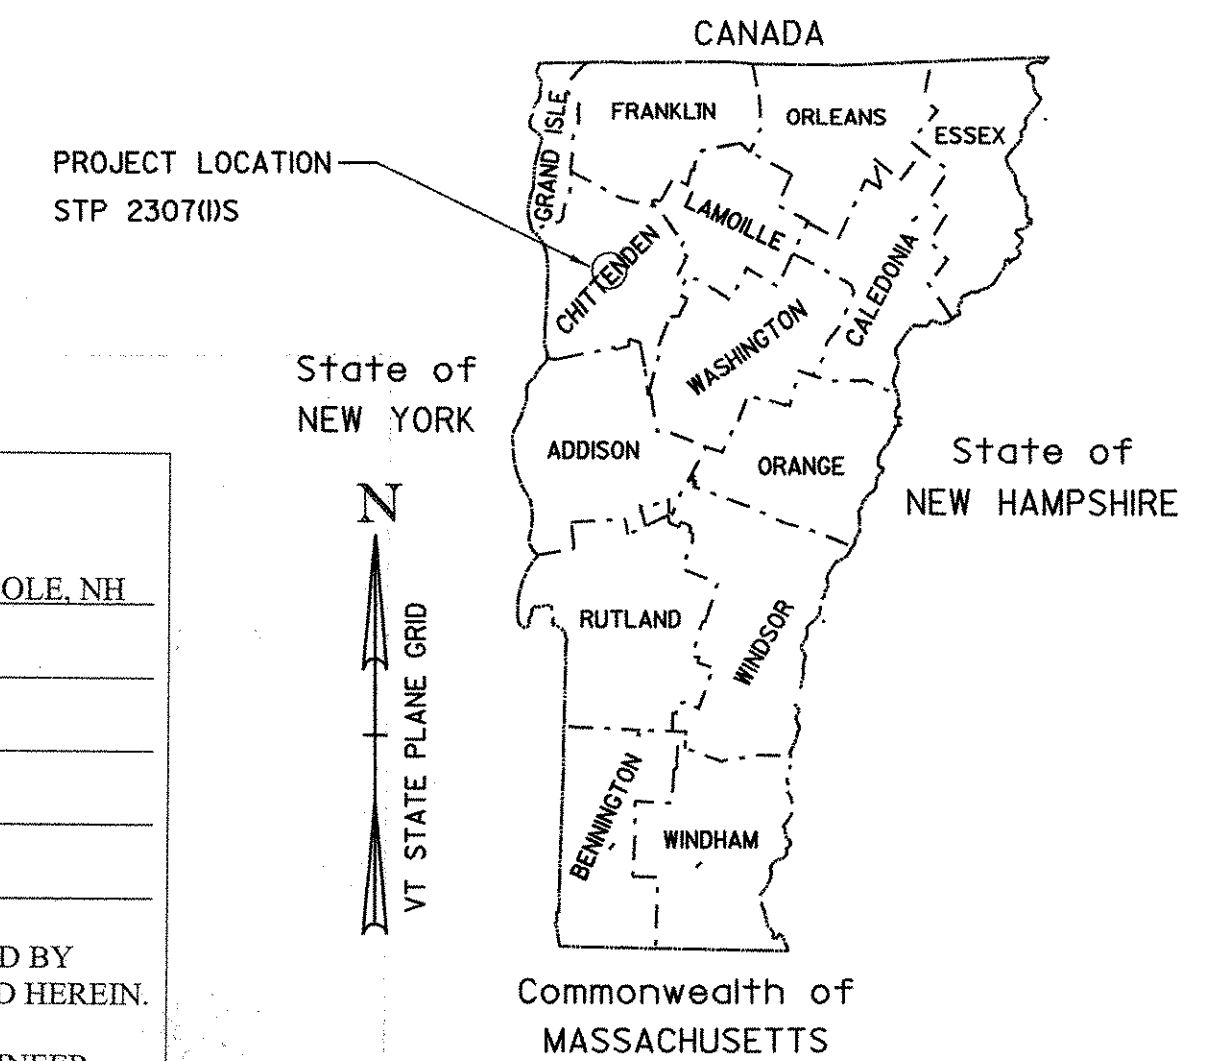 CANADA
PROJECT LOCATION
STP 2307(1)S
GRAND ISLE
FRANKLIN
ORLEANS
ESSEX
LAMOILLE
CHITTENDEN
CALEDONIA
WASHINGTON
State of
NEW YORK
ADDISON
ORANGE
State of
NEW HAMPSHIRE
N
VT STATE PLANE GRID
OLE, NH
RUTLAND
WINDSOR
BENNINGTON
WINDHAM
D BY
D HEREIN.
Commonwealth of
MASSACHUSETTS